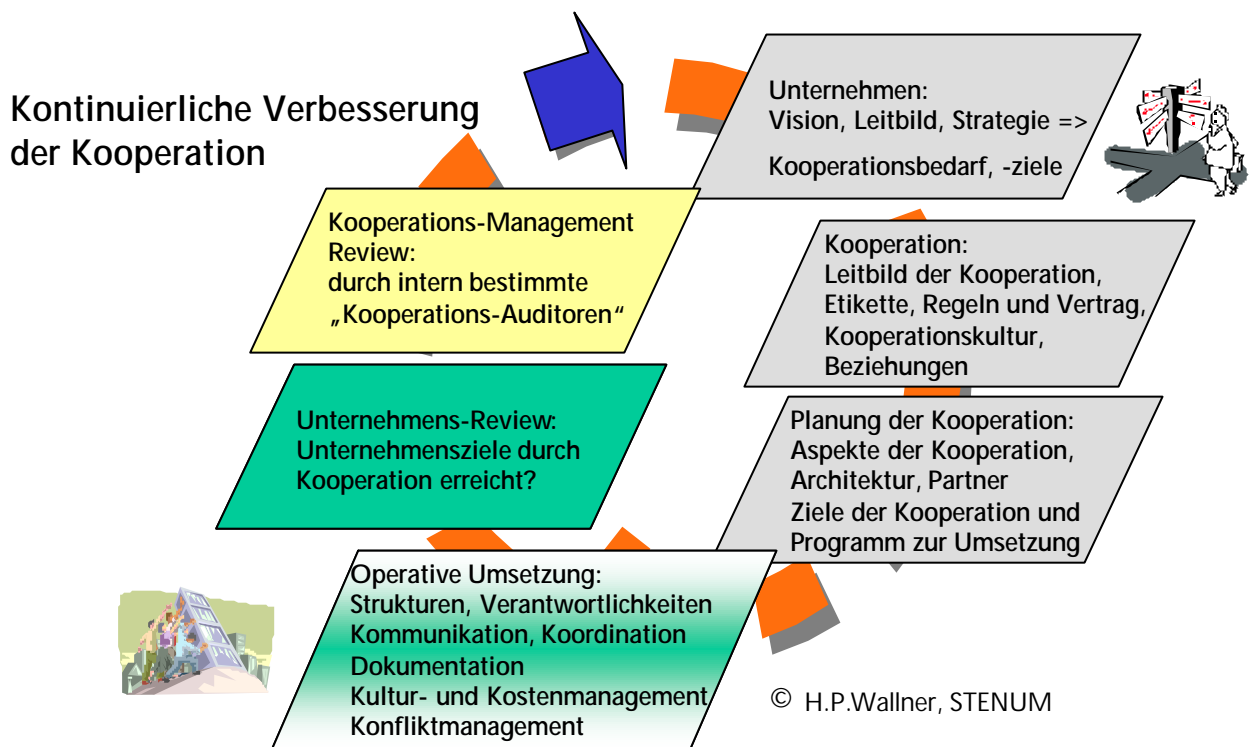 Kontinuierliche Verbesserung
der Kooperation
Unternehmen:
Vision, Leitbild, Strategie =>
Kooperationsbedarf, -ziele
Kooperation:
Leitbild der Kooperation,
Etikette, Regeln und Vertrag,
Kooperationskultur,
Beziehungen
Planung der Kooperation:
Aspekte der Kooperation,
Architektur, Partner
Ziele der Kooperation und
Programm zur Umsetzung
Operative Umsetzung:
Strukturen, Verantwortlichkeiten
Kommunikation, Koordination
Dokumentation
Kultur- und Kostenmanagement
Konfliktmanagement
Unternehmens-Review:
Unternehmensziele durch
Kooperation erreicht?
Kooperations-Management
Review:
durch intern bestimmte
„Kooperations-Auditoren“
© H.P.Wallner, STENUM